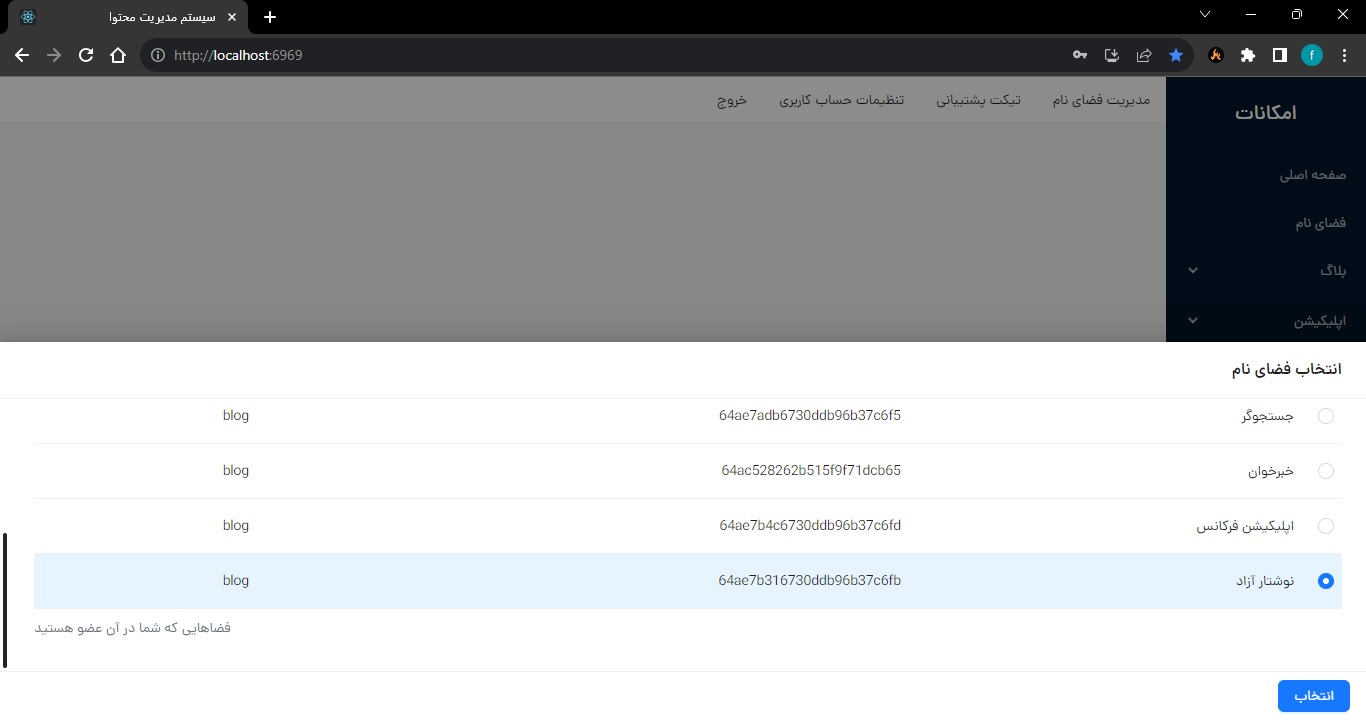 سیستم مدیریت محتوا
http://localhost:6969
f
امکانات
مدیریت فضای نام تیکت پشتیبانی تنظیمات حساب کاربری خروج
صفحه اصلی
فضای نام
بلاگ
اپلیکیشن
انتخاب فضای نام
جستجوگر 64ae7adb6730ddb96b37c6f5 blog
خبرخوان 64ac528262b515f9f71dcb65 blog
اپلیکیشن فرکانس 64ae7b4c6730ddb96b37c6fd blog
نوشتار آزاد 64ae7b316730ddb96b37c6fb blog
فضاهایی که شما در آن عضو هستید
انتخاب